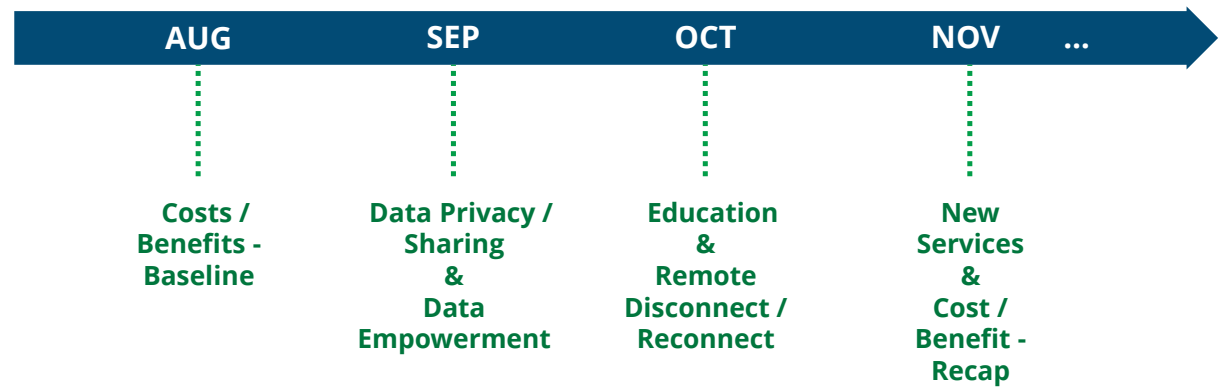 AUG SEP OCT NOV ...
Costs /
Benefits -
Baseline
Data Privacy /
Sharing
&
Data
Empowerment
Education
&
Remote
Disconnect /
Reconnect
New
Services
&
Cost /
Benefit -
Recap